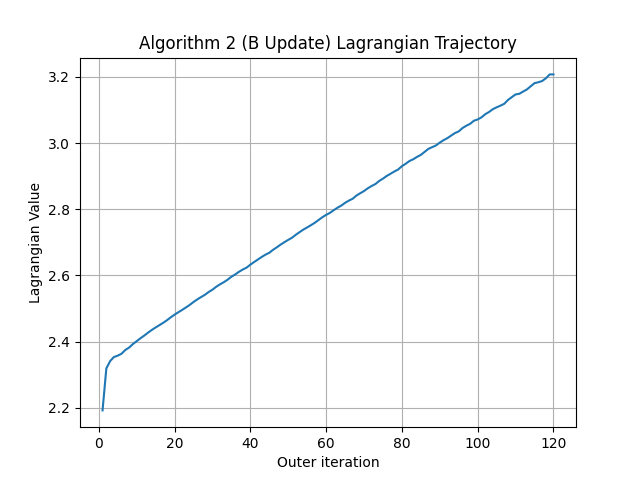 Algorithm 2 (B Update) Lagrangian Trajectory
3.2
3.0
2.8
2.6
2.4
2.2
Lagrangian Value
0 20 40 60 80 100 120
Outer iteration